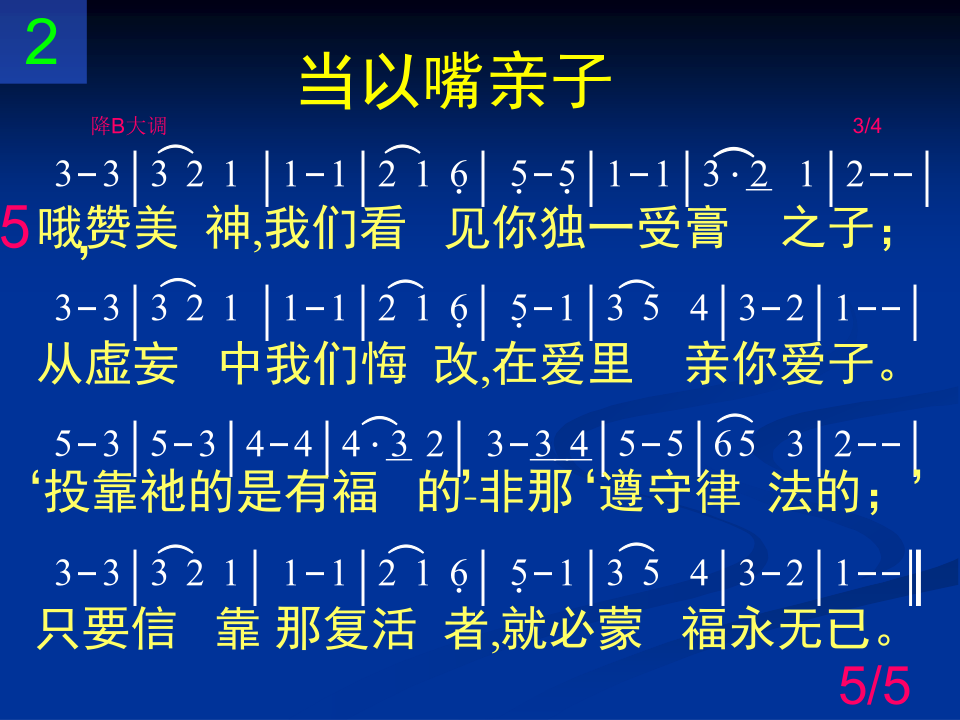 2
当以嘴亲子
降B大调 3/4
3-3|3 2 1|1-1|2 1 6̣|5̣-5̣|1-1|3·2 1|2--|
5 哦,赞美 神,我们看 见你独一受膏 之子；
3-3|3 2 1|1-1|2 1 6̣|5̣-1|3 5 4|3-2|1--|
从虚妄 中我们悔 改,在爱里 亲你爱子。
5-3|5-3|4-4|4·3 2|3-3 4|5-5|6 5 3|2--|
‘投靠祂的是有福 的’-非那‘遵守律 法的；’
3-3|3 2 1|1-1|2 1 6̣|5̣-1|3 5 4|3-2|1--‖
只要信 靠 那复活 者,就必蒙 福永无已。
5/5